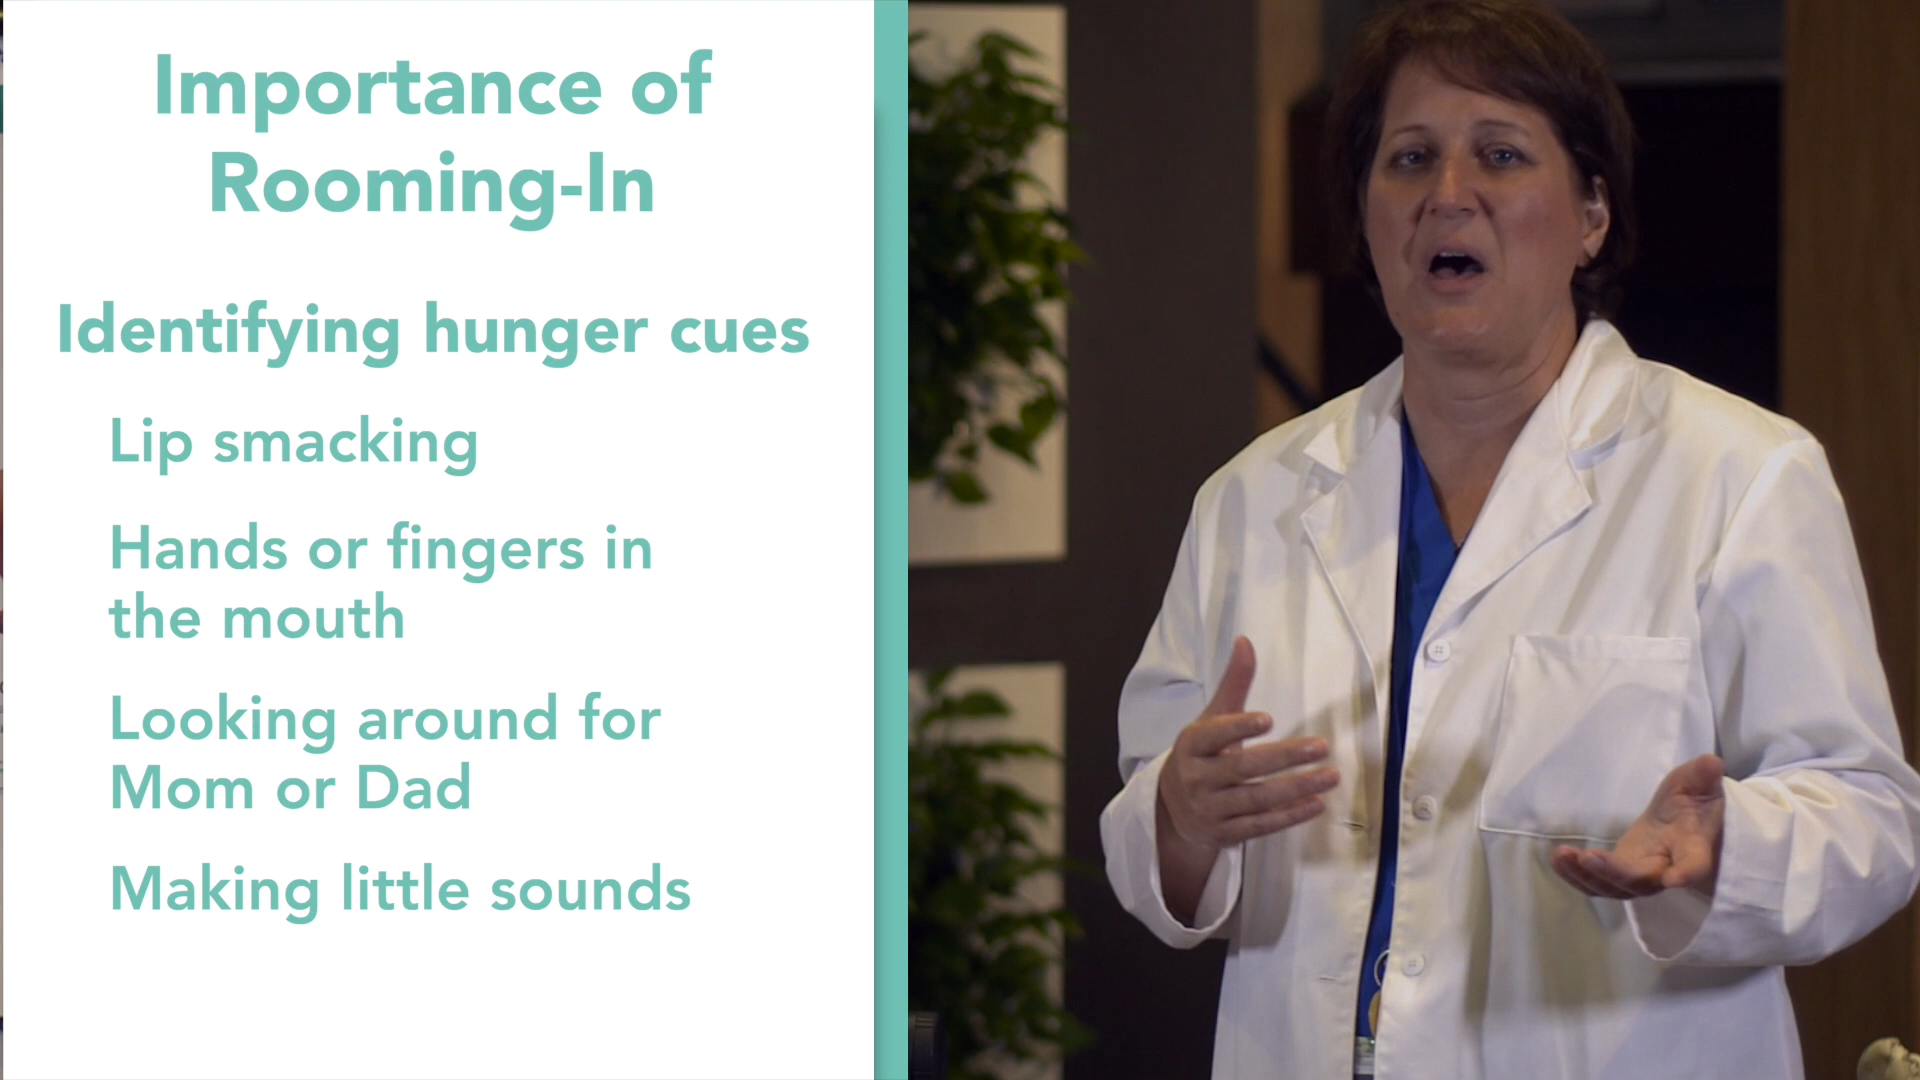 Importance of
Rooming-In
Identifying hunger cues
Lip smacking
Hands or fingers in
the mouth
Looking around for
Mom or Dad
Making little sounds